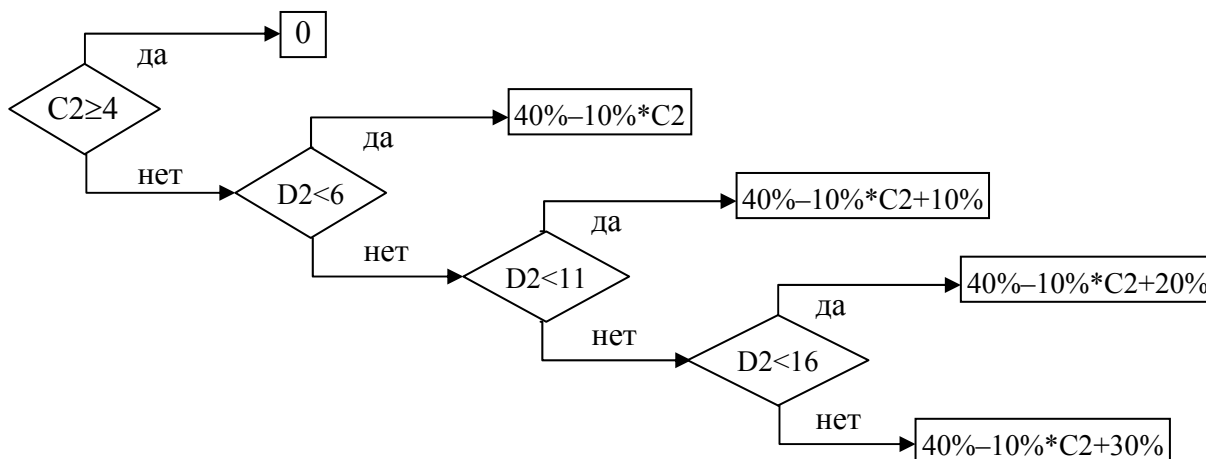 0
да
C2≥4
нет
40%–10%*C2
да
D2<6
нет
40%–10%*C2+10%
да
D2<11
нет
40%–10%*C2+20%
да
D2<16
нет
40%–10%*C2+30%